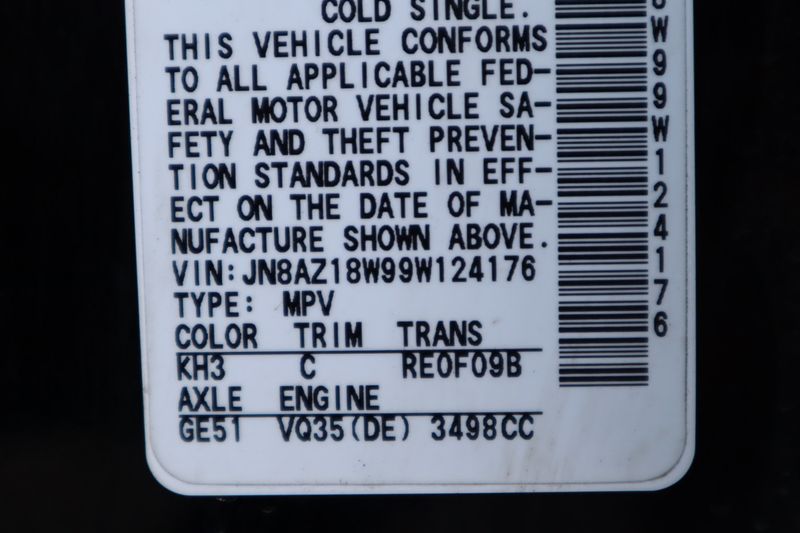 COLD SINGLE.
THIS VEHICLE CONFORMS
TO ALL APPLICABLE FED-
ERAL MOTOR VEHICLE SA-
FETY AND THEFT PREVEN-
TION STANDARDS IN EFF-
ECT ON THE DATE OF MA-
NUFACTURE SHOWN ABOVE.
VIN:JN8AZ18W99W124176
TYPE: MPV
COLOR TRIM TRANS
KH3 C RE0F09B
AXLE ENGINE
GE51 VQ35(DE) 3498CC
8W99W124176